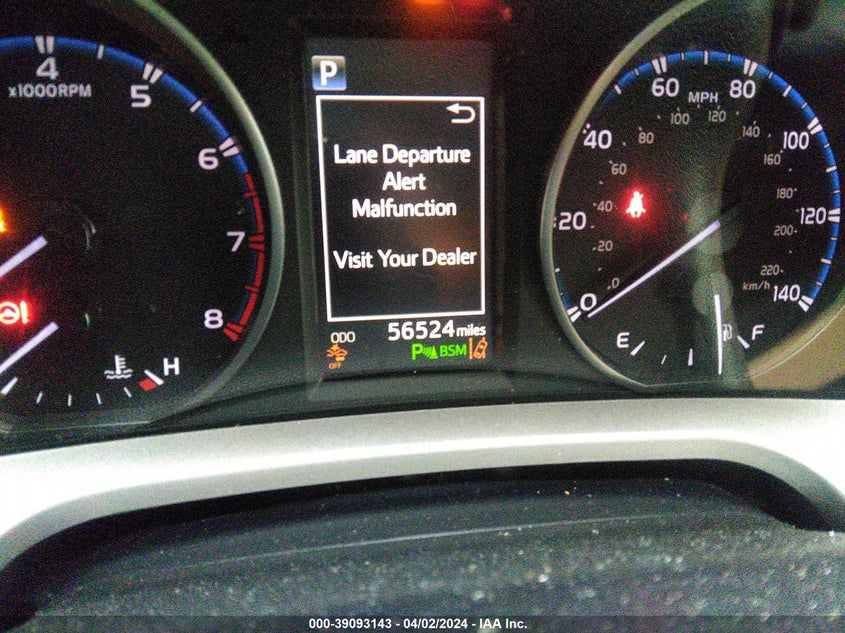 4
x1000RPM
5
6
7
8
H
P
Lane Departure
Alert
Malfunction
Visit Your Dealer
ODO 56524 miles
OFF
P BSM
MPH
0 20 40 60 80 100 120 140
km/h
0 20 40 60 80 100 120 140 160 180 200 220
E F
000-39093143 - 04/02/2024 - IAA Inc.